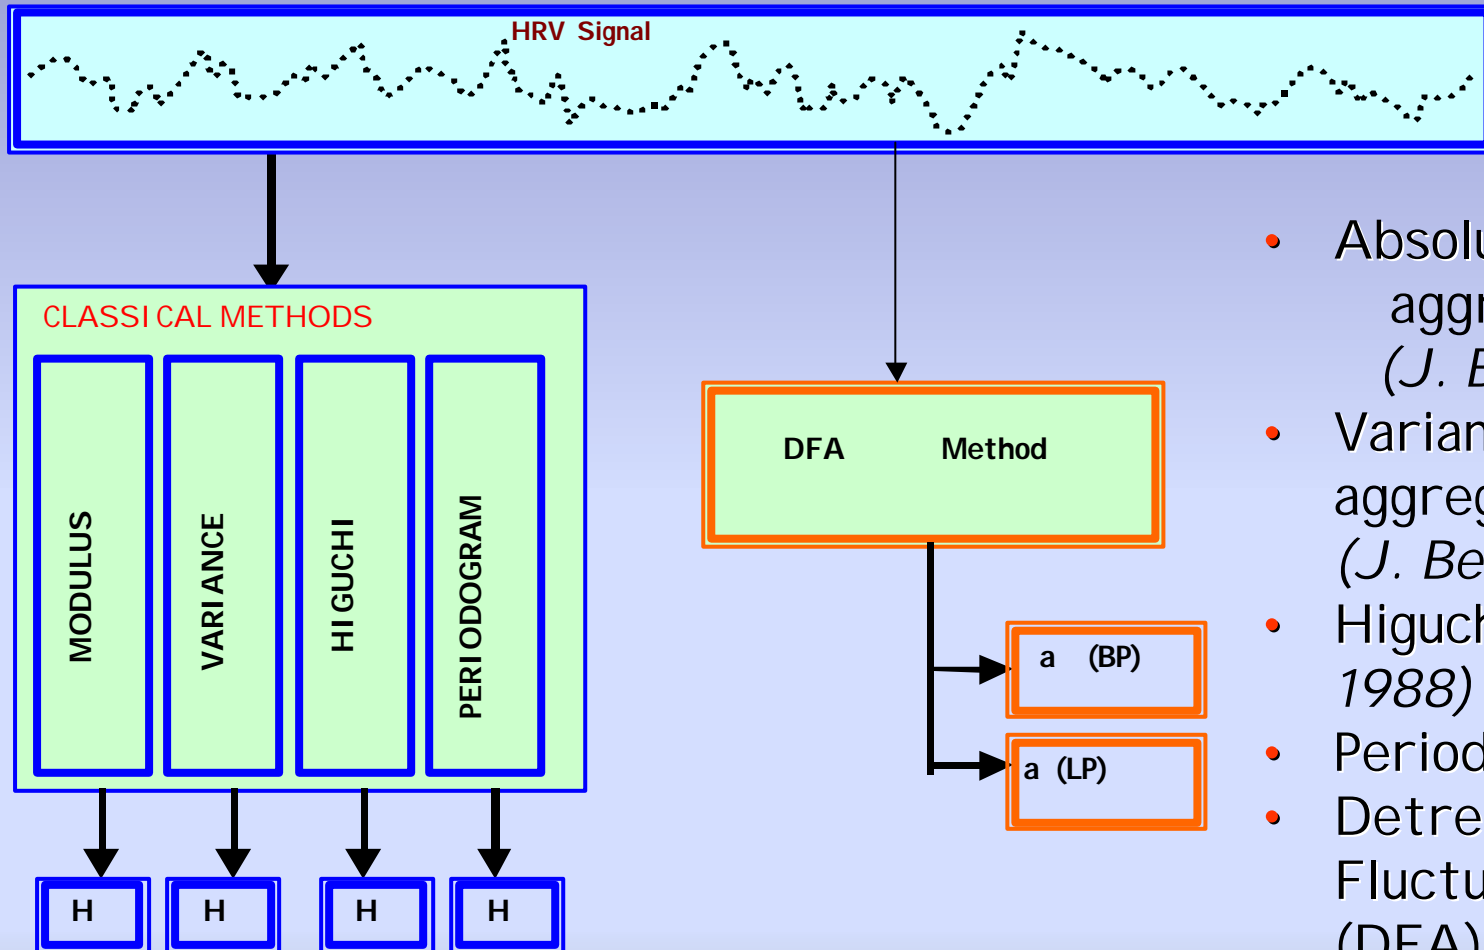 HRV Signal
CLASSICAL METHODS
MODULUS
VARIANCE
HIGUCHI
PERIODOGRAM
H
H
H
H
DFA Method
a (BP)
a (LP)
• 
aggr
(J.
• Varian
aggreg
(J. Be
• Higuch
1988)
• Period
• Detre
Fluctu
(DFA)